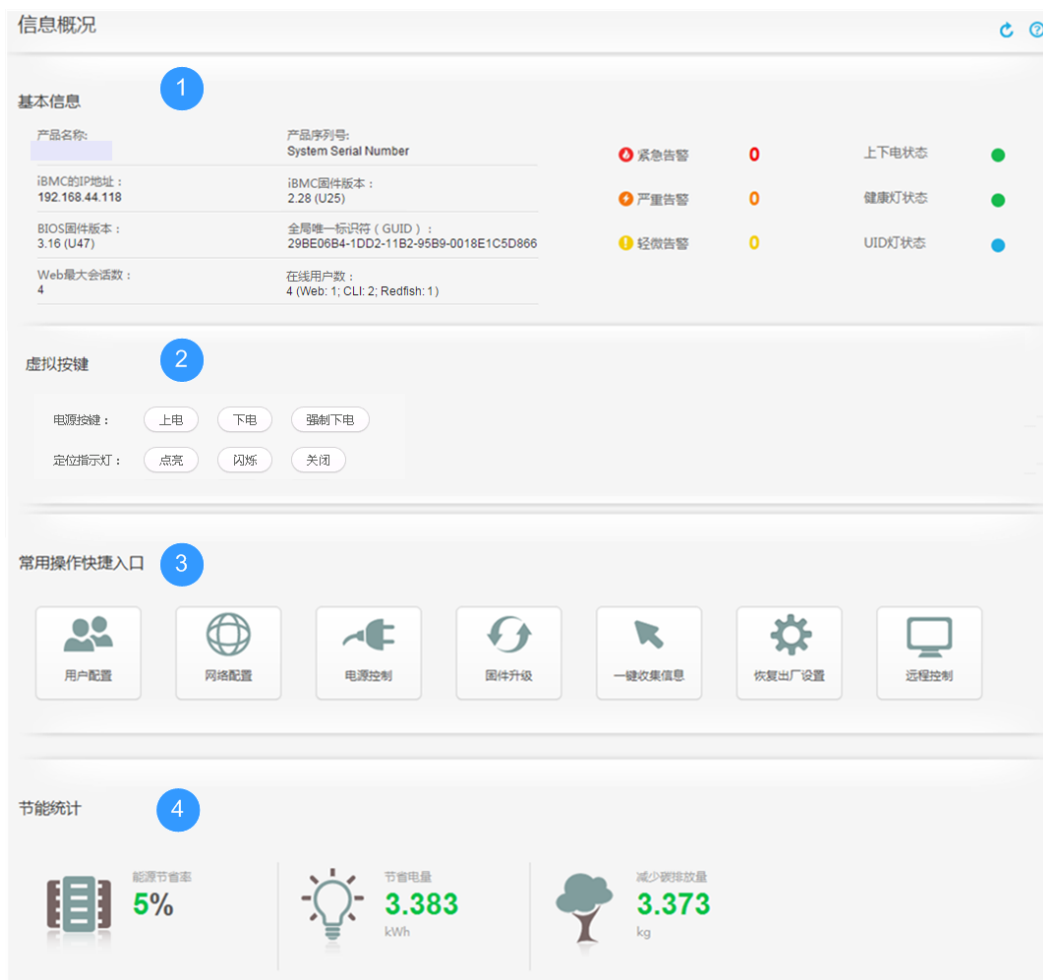 信息概况
1
基本信息
产品名称:
产品序列号:
System Serial Number
紧急告警 0
上下电状态
iBMC的IP地址：
192.168.44.118
iBMC固件版本：
2.28 (U25)
严重告警 0
健康灯状态
BIOS固件版本：
3.16 (U47)
全局唯一标识符（GUID）：
29BE06B4-1DD2-11B2-95B9-0018E1C5D866
轻微告警 0
UID灯状态
Web最大会话数：
4
在线用户数：
4 (Web: 1; CLI: 2; Redfish: 1)
虚拟按键
2
电源按键： 上电 下电 强制下电
定位指示灯： 点亮 闪烁 关闭
常用操作快捷入口 3
用户配置 网络配置 电源控制 固件升级 一键收集信息 恢复出厂设置 远程控制
节能统计 4
能源节省率
5%
节省电量
3.383
kWh
减少碳排放量
3.373
kg